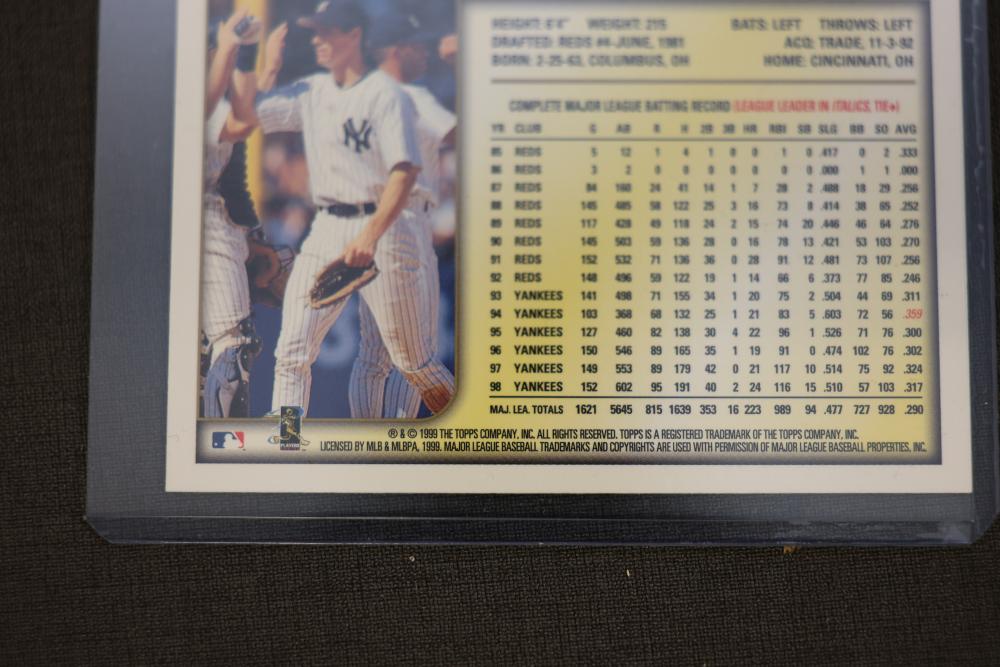 HEIGHT: 6'4" WEIGHT: 215 BATS: LEFT THROWS: LEFT
DRAFTED: REDS #4-JUNE, 1981 ACQ: TRADE, 11-3-92
BORN: 2-25-63, COLUMBUS, OH HOME: CINCINNATI, OH
COMPLETE MAJOR LEAGUE BATTING RECORD (LEAGUE LEADER IN ITALICS, TIE♦)
YR CLUB G AB R H 2B 3B HR RBI SB SLG BB SO AVG
85 REDS 5 12 1 4 1 0 0 1 0 .417 0 2 .333
86 REDS 3 2 0 0 0 0 0 0 0 .000 1 1 .000
87 REDS 84 160 24 41 14 1 7 28 2 .488 18 29 .256
88 REDS 145 485 58 122 25 3 16 73 8 .414 38 65 .252
89 REDS 117 428 49 118 24 2 15 74 20 .446 46 64 .276
90 REDS 145 503 59 136 28 0 16 78 13 .421 53 103 .270
91 REDS 152 532 71 136 36 0 28 91 12 .481 73 107 .256
92 REDS 148 496 59 122 19 1 14 66 6 .373 77 85 .246
93 YANKEES 141 498 71 155 34 1 20 75 2 .504 44 69 .311
94 YANKEES 103 368 68 132 25 1 21 83 5 .603 72 56 .359
95 YANKEES 127 460 82 138 30 4 22 96 1 .526 71 76 .300
96 YANKEES 150 546 89 165 35 1 19 91 0 .474 102 76 .302
97 YANKEES 149 553 89 179 42 0 21 117 10 .514 75 92 .324
98 YANKEES 152 602 95 191 40 2 24 116 15 .510 57 103 .317
MAJ. LEA. TOTALS 1621 5645 815 1639 353 16 223 989 94 .477 727 928 .290
® & © 1999 THE TOPPS COMPANY, INC. ALL RIGHTS RESERVED. TOPPS IS A REGISTERED TRADEMARK OF THE TOPPS COMPANY, INC.
LICENSED BY MLB & MLBPA, 1999. MAJOR LEAGUE BASEBALL TRADEMARKS AND COPYRIGHTS ARE USED WITH PERMISSION OF MAJOR LEAGUE BASEBALL PROPERTIES, INC.
NY
PLAYERS